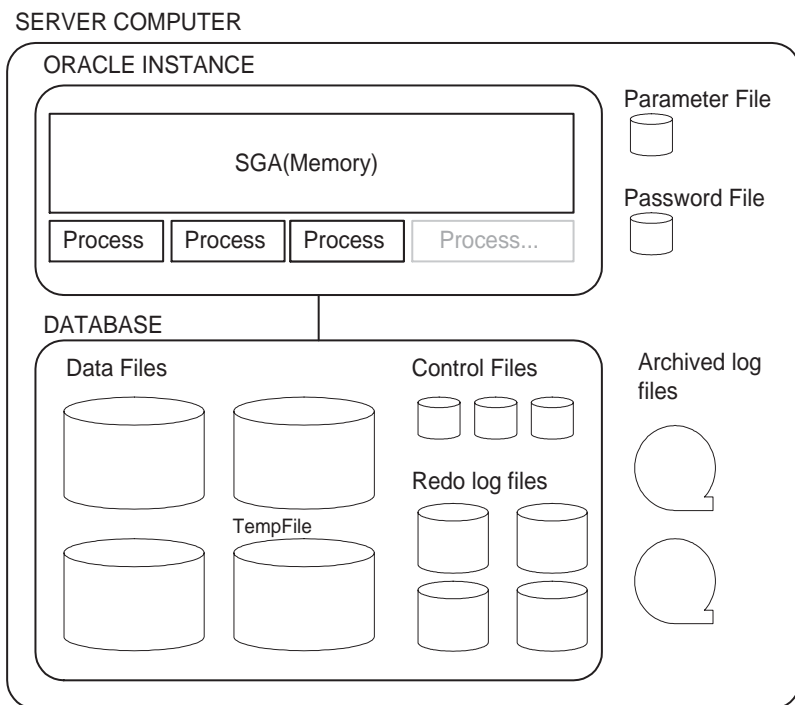 SERVER COMPUTER
ORACLE INSTANCE
SGA(Memory)
Process
Process
Process
Process...
Parameter File
Password File
DATABASE
Data Files
TempFile
Control Files
Redo log files
Archived log
files